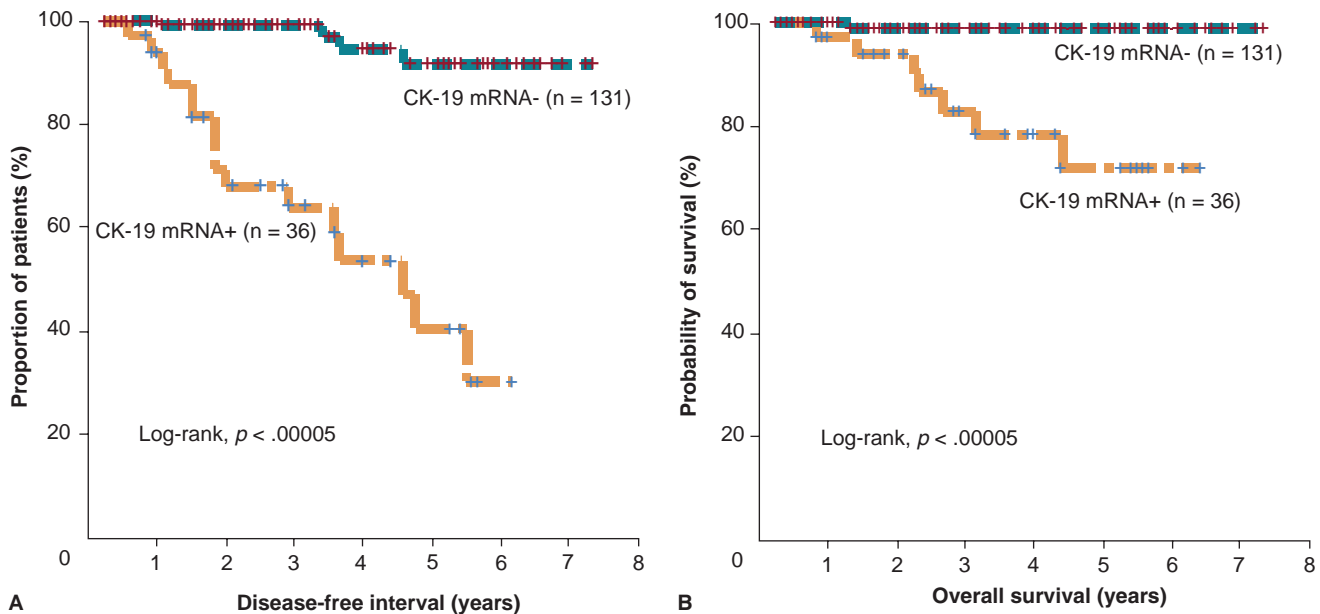 100
80
60
40
20
0
Proportion of patients (%)
CK-19 mRNA- (n = 131)
CK-19 mRNA+ (n = 36)
Log-rank, p < .00005
1 2 3 4 5 6 7 8
A
Disease-free interval (years)
100
80
60
40
20
0
Probability of survival (%)
CK-19 mRNA- (n = 131)
CK-19 mRNA+ (n = 36)
Log-rank, p < .00005
1 2 3 4 5 6 7 8
B
Overall survival (years)